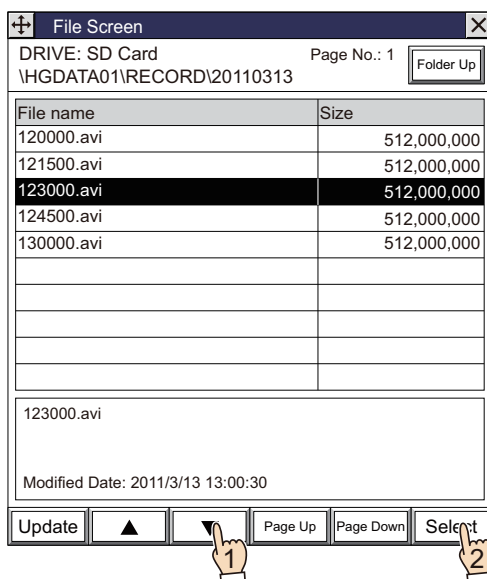 File Screen
DRIVE: SD Card Page No.: 1
\HGDATA01\RECORD\20110313 Folder Up
File name Size
120000.avi 512,000,000
121500.avi 512,000,000
123000.avi 512,000,000
124500.avi 512,000,000
130000.avi 512,000,000
123000.avi
Modified Date: 2011/3/13 13:00:30
Update ▲ ▼ Page Up Page Down Select
1 2